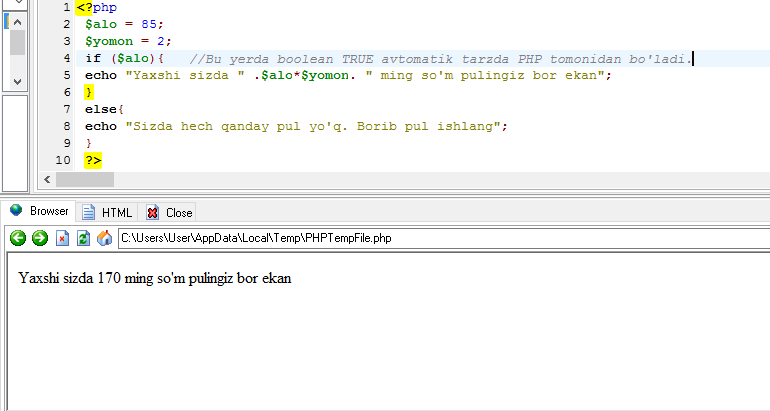 1 <?php
2 $alo = 85;
3 $yomon = 2;
4 if ($alo){ //Bu yerda boolean TRUE avtomatik tarzda PHP tomonidan bo'ladi.
5 echo "Yaxshi sizda " .$alo*$yomon. " ming so'm pulingiz bor ekan";
6 }
7 else{
8 echo "Sizda hech qanday pul yo'q. Borib pul ishlang";
9 }
10 ?>
Browser HTML Close
C:\Users\User\AppData\Local\Temp\PHPTempFile.php
Yaxshi sizda 170 ming so'm pulingiz bor ekan